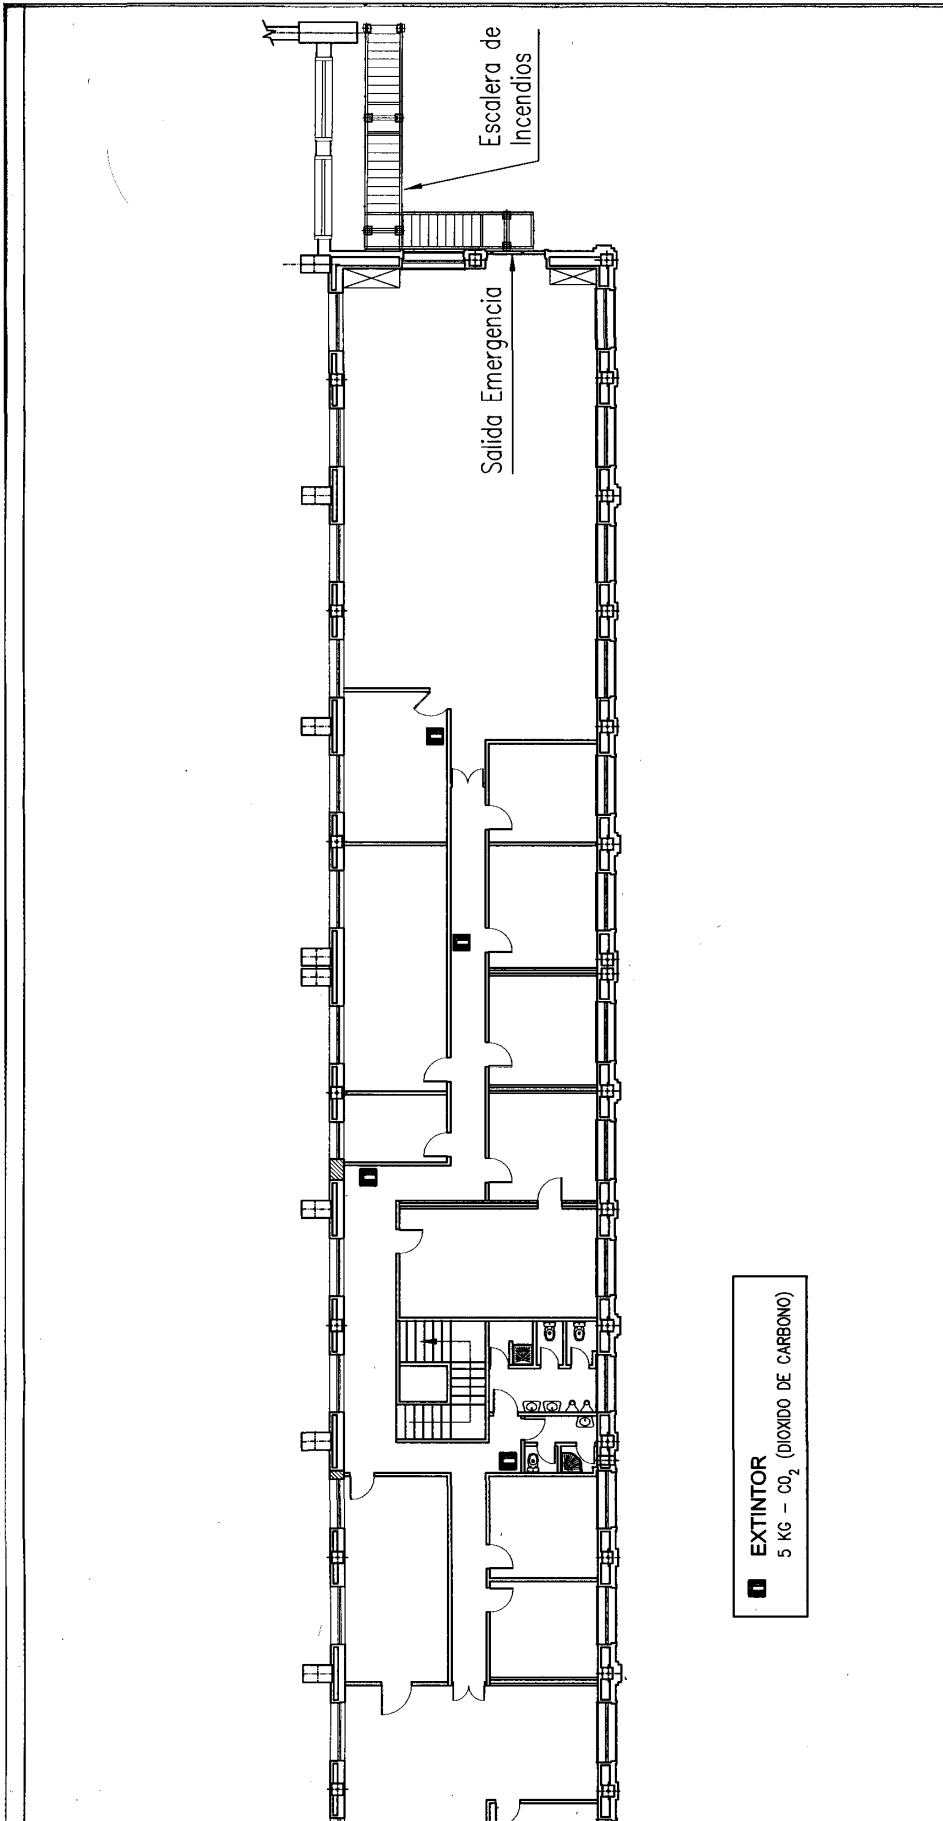 Escalera de
Incendios
Salida Emergencia
EXTINTOR
5 KG - CO₂ (DIOXIDO DE CARBONO)